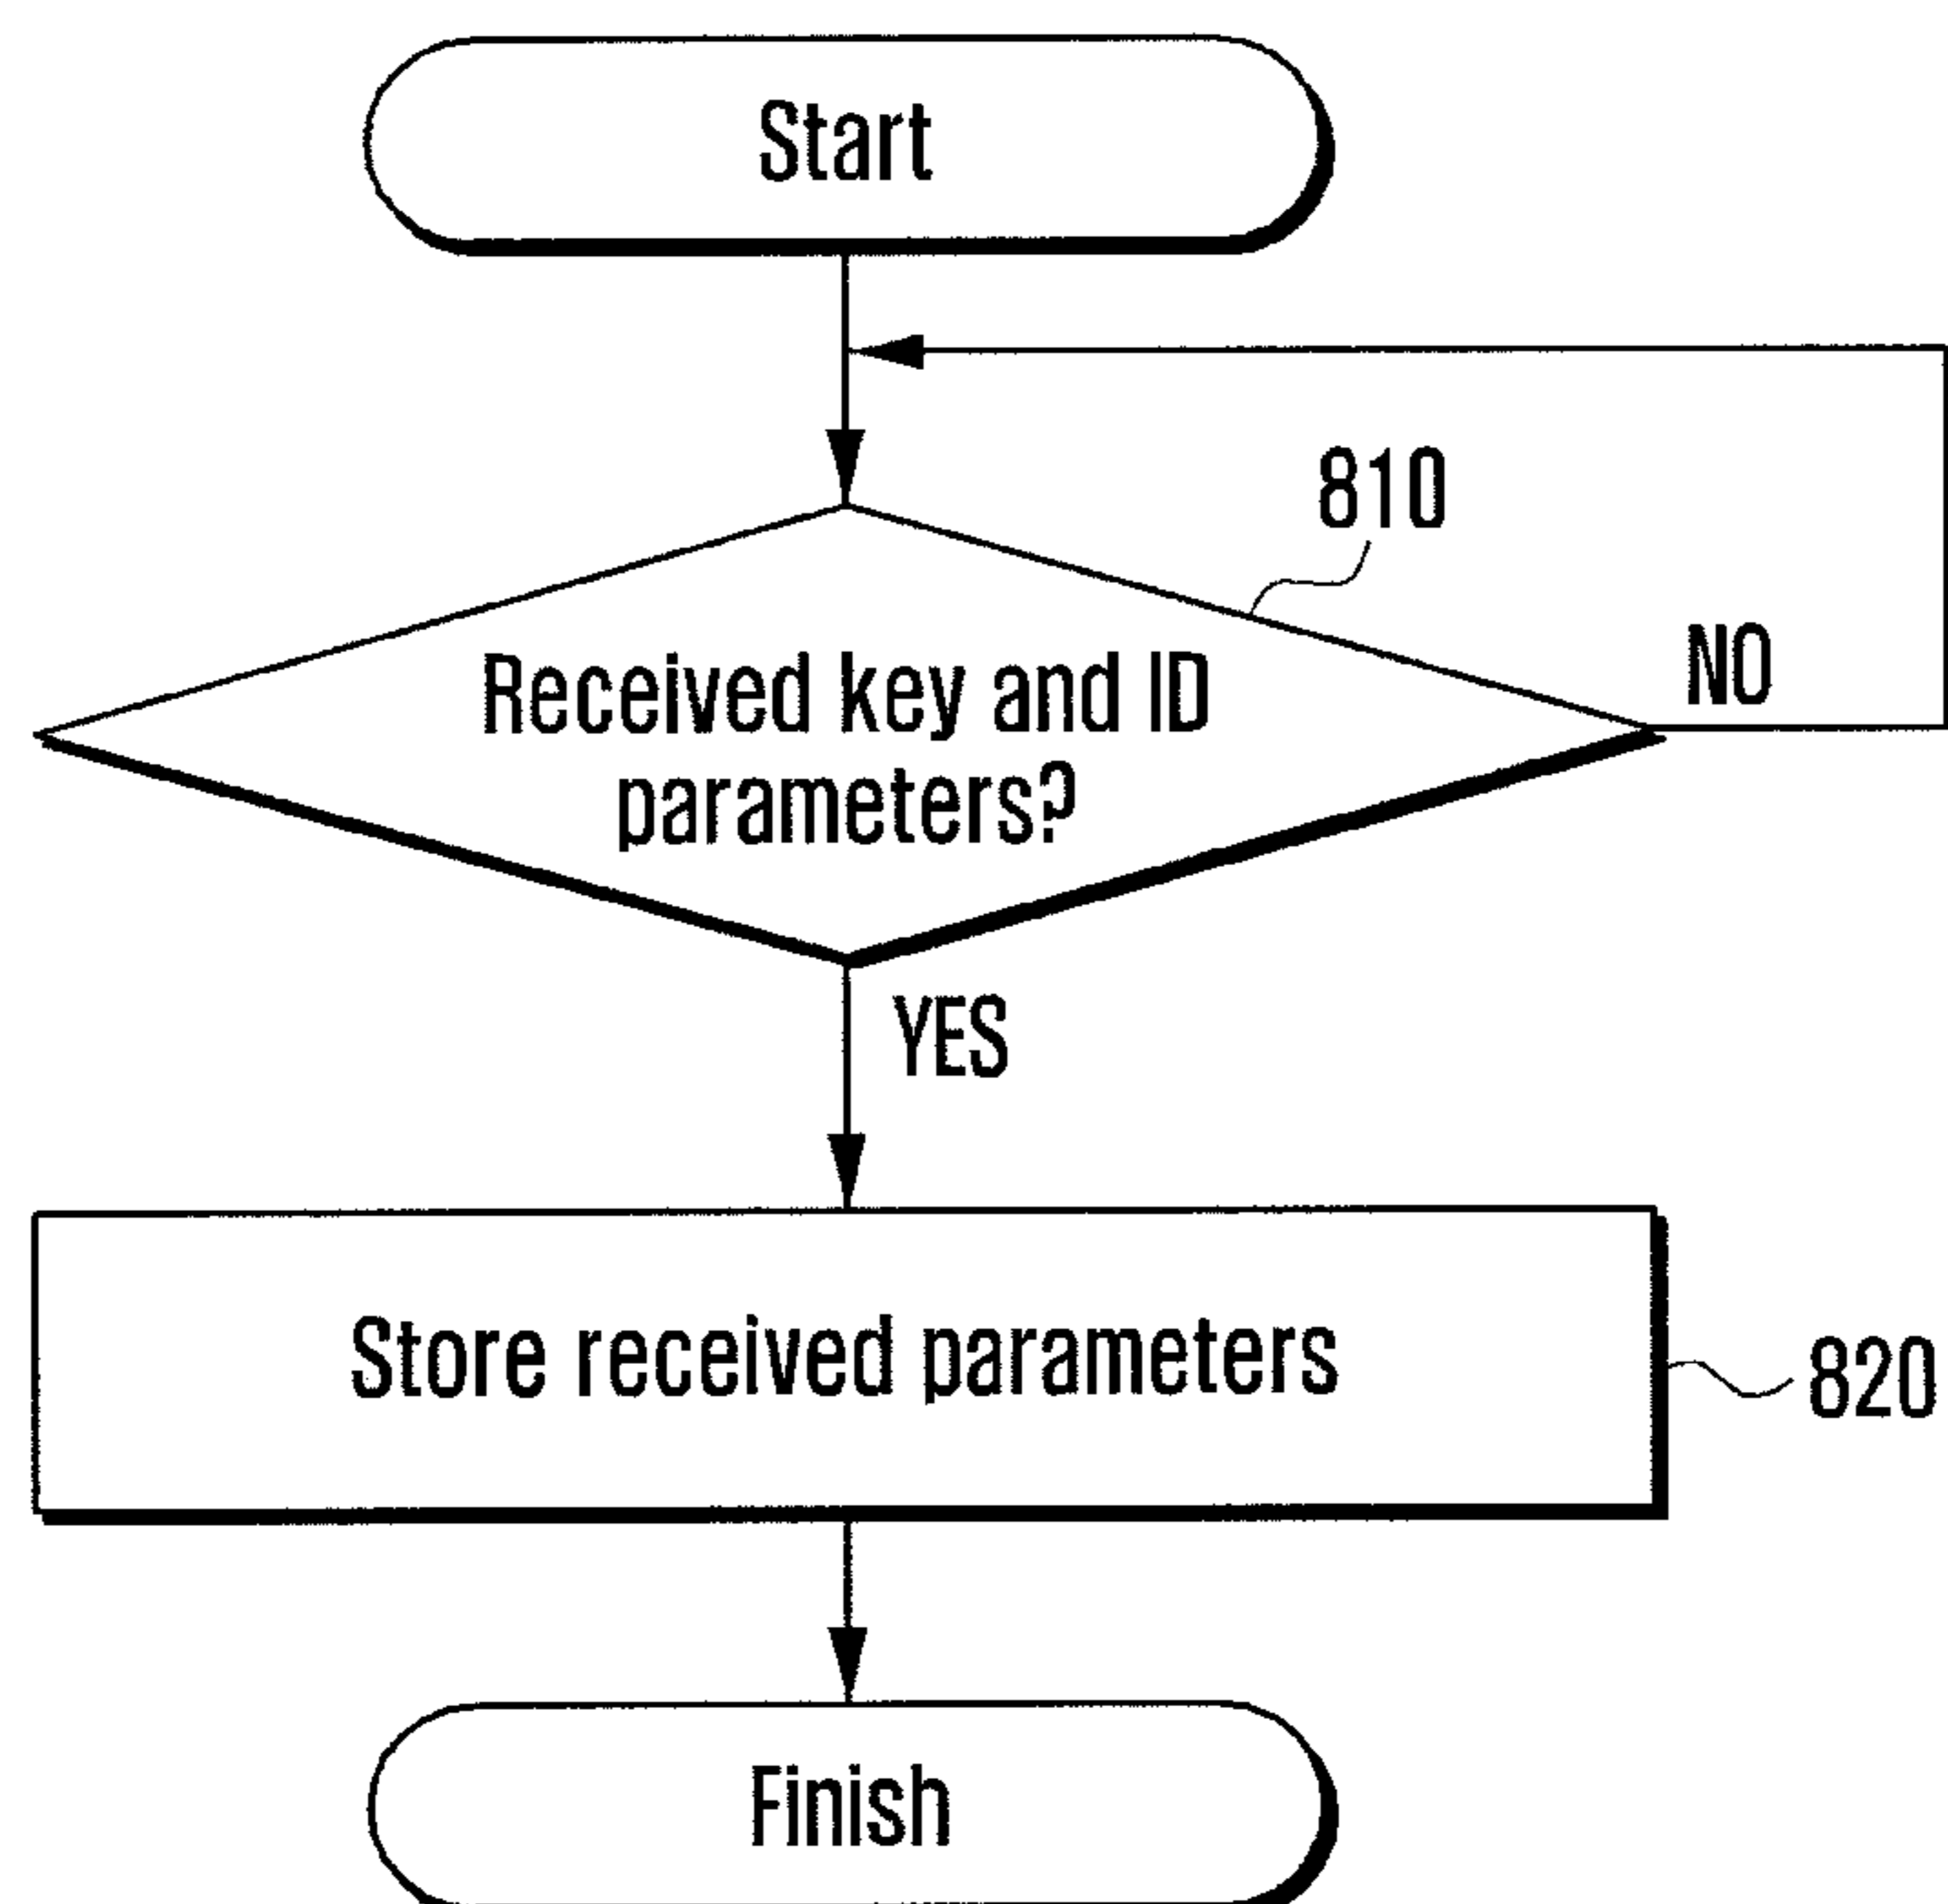 Start
810
NO
Received key and ID
parameters?
YES
Store received parameters
820
Finish